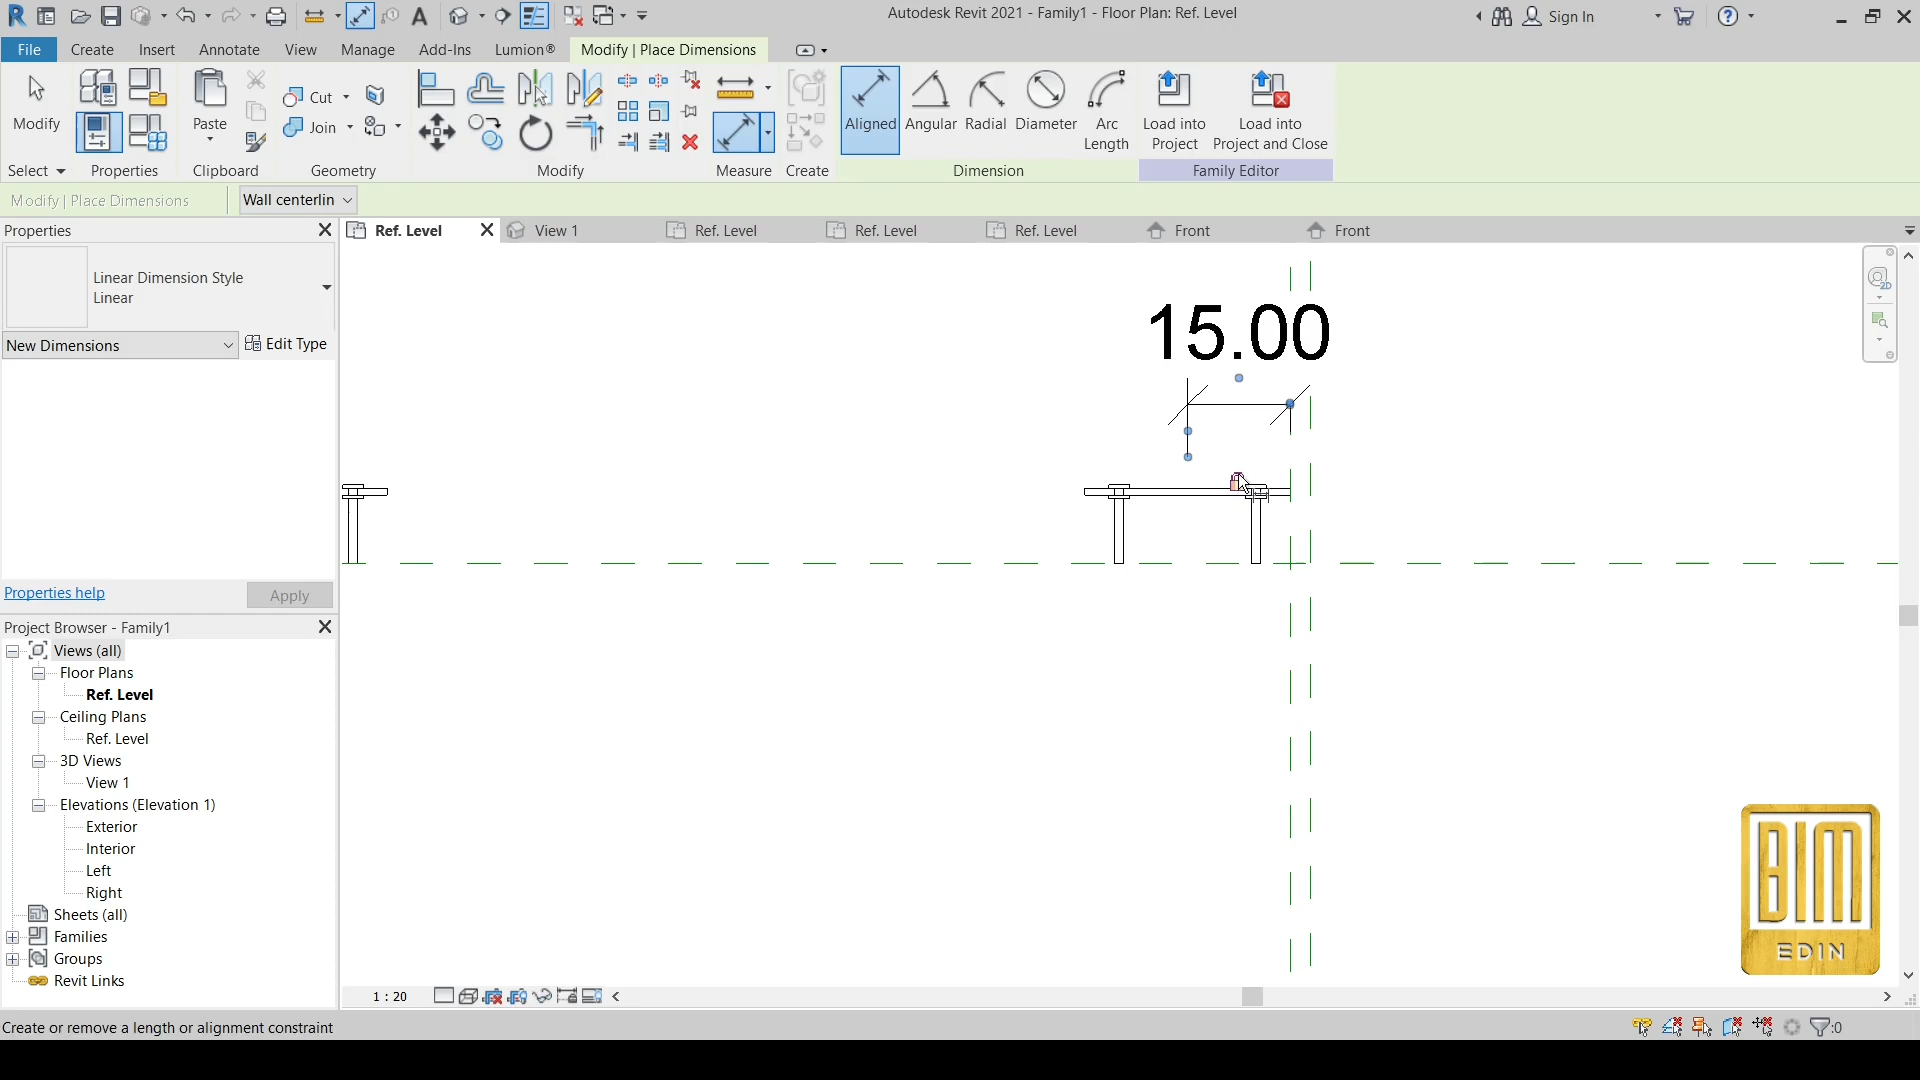 Autodesk Revit 2021 - Family1 - Floor Plan: Ref. Level
Sign In
File
Create
Insert
Annotate
View
Manage
Add-Ins
Lumion®
Modify | Place Dimensions
Modify
Paste
Cut
Join
Aligned
Angular
Radial
Diameter
Arc
Length
Load into
Project
Load into
Project and Close
Select
Properties
Clipboard
Geometry
Modify
Measure
Create
Dimension
Family Editor
Modify | Place Dimensions
Wall centerlin
Properties
Ref. Level
View 1
Ref. Level
Ref. Level
Ref. Level
Front
Front
Linear Dimension Style
Linear
New Dimensions
Edit Type
2D
15.00
Properties help
Apply
Project Browser - Family1
Views (all)
Floor Plans
Ref. Level
Ceiling Plans
Ref. Level
3D Views
View 1
Elevations (Elevation 1)
Exterior
Interior
Left
Right
Sheets (all)
Families
Groups
Revit Links
BIM
EDIN
1 : 20
Create or remove a length or alignment constraint
:0